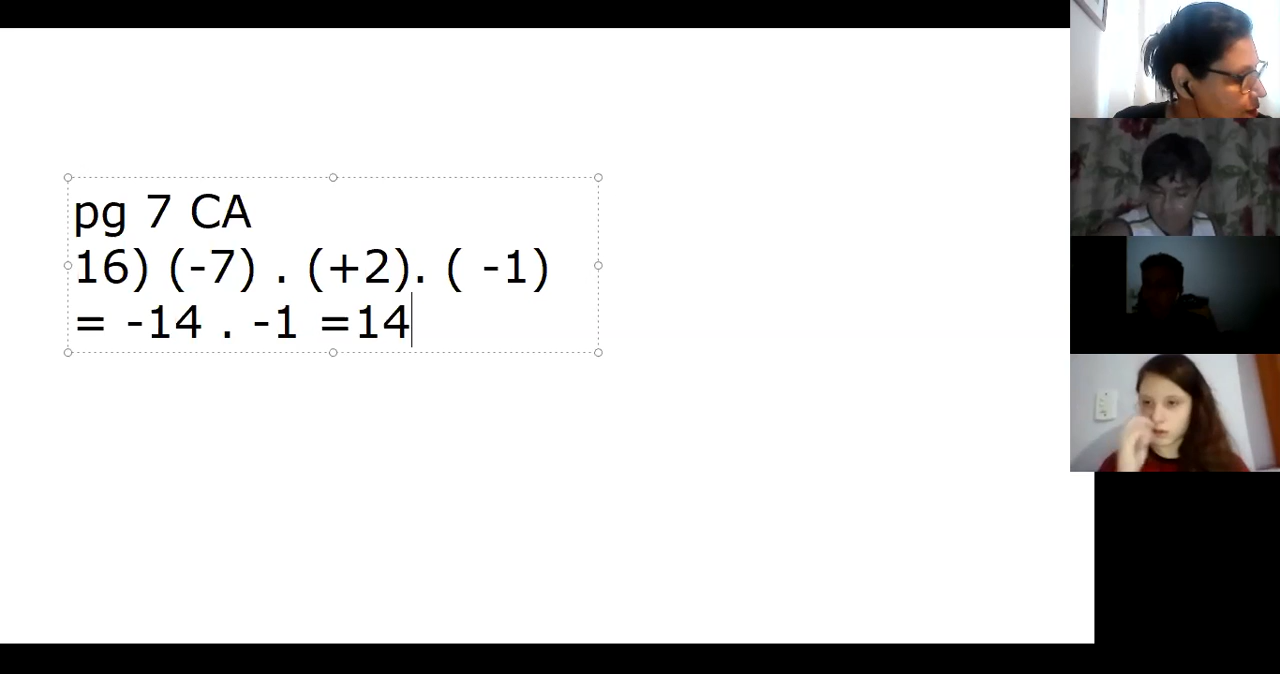 pg 7 CA
16) (-7) . (+2). ( -1)
= -14 . -1 =14